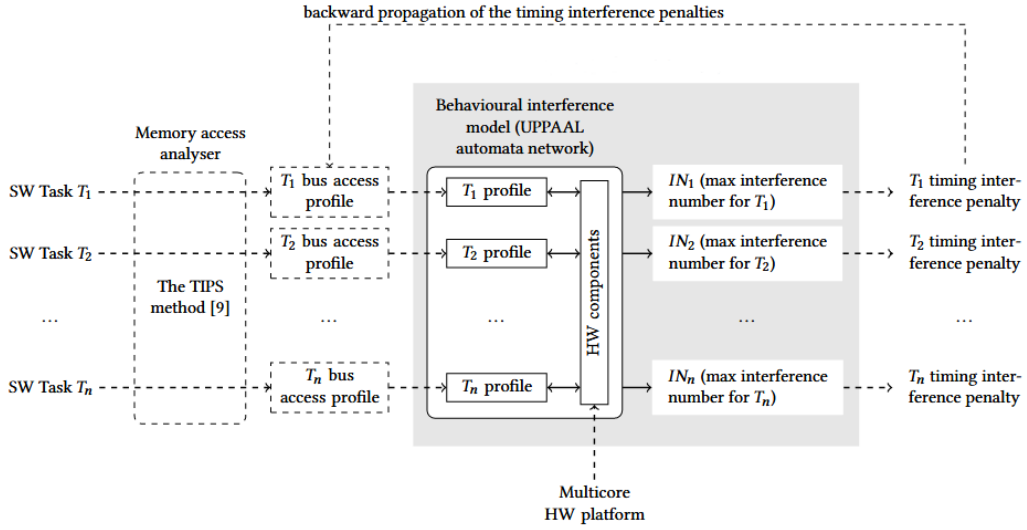 backward propagation of the timing interference penalties
Behavioural interference
model (UPPAAL
automata network)
Memory access
analyser
SW Task T1
T1 bus access
profile
T1 profile
IN1 (max interference
number for T1)
T1 timing inter-
ference penalty
SW Task T2
T2 bus access
profile
T2 profile
IN2 (max interference
number for T2)
T2 timing inter-
ference penalty
The TIPS
method [9]
HW components
...
...
...
...
...
SW Task Tn
Tn bus
access profile
Tn profile
INn (max interference
number for Tn)
Tn timing inter-
ference penalty
Multicore
HW platform